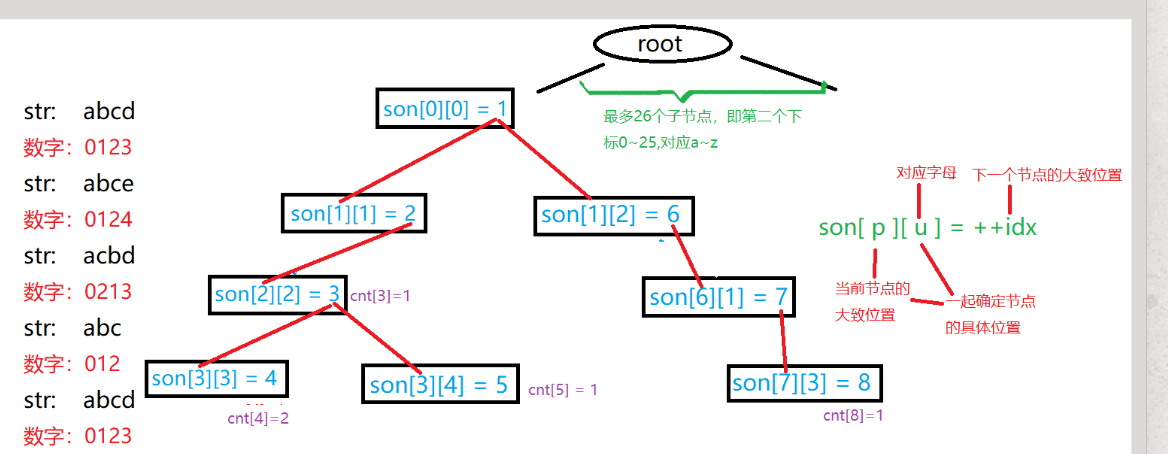 root
str: abcd
数字：0123
str: abce
数字：0124
str: acbd
数字：0213
str: abc
数字：012
str: abcd
数字：0123
son[0][0] = 1
最多26个子节点，即第二个下
标0~25,对应a~z
son[1][1] = 2
son[1][2] = 6
son[2][2] = 3
cnt[3]=1
son[6][1] = 7
son[3][3] = 4
cnt[4]=2
son[3][4] = 5
cnt[5] = 1
son[7][3] = 8
cnt[8]=1
对应字母
下一个节点的大致位置
son[ p ][ u ] = ++idx
当前节点的
大致位置
一起确定节点
的具体位置